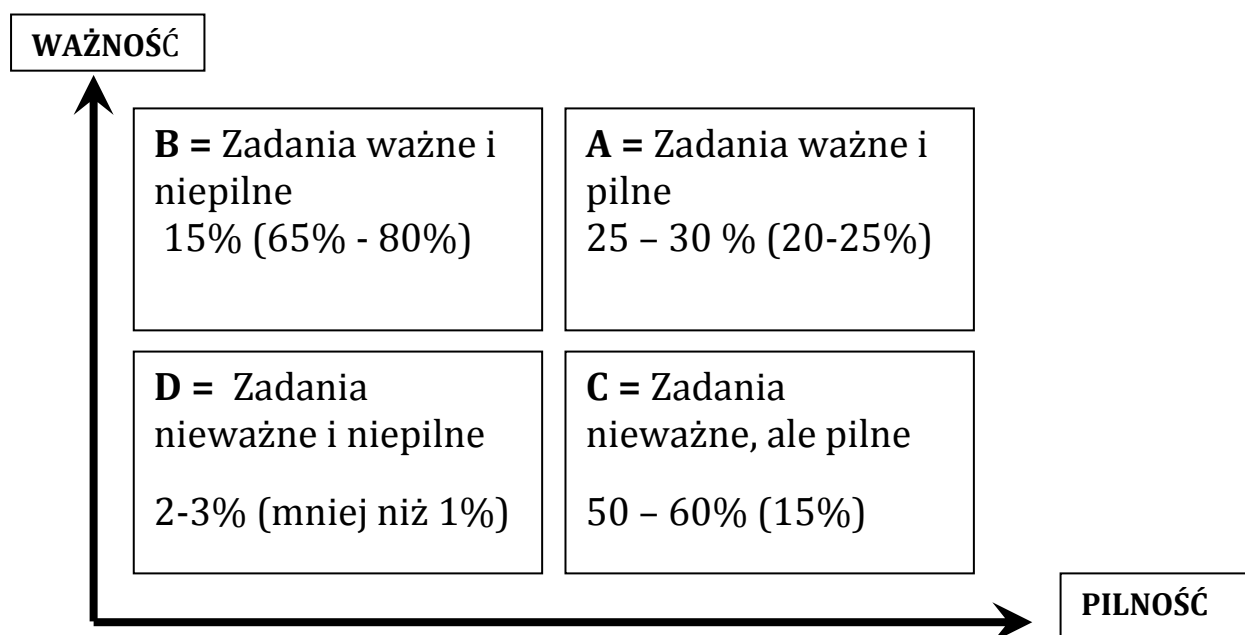 WAŻNOŚĆ
B = Zadania ważne i
niepilne
15% (65% - 80%)
A = Zadania ważne i
pilne
25 – 30 % (20-25%)
D = Zadania
nieważne i niepilne
2-3% (mniej niż 1%)
C = Zadania
nieważne, ale pilne
50 – 60% (15%)
PILNOŚĆ